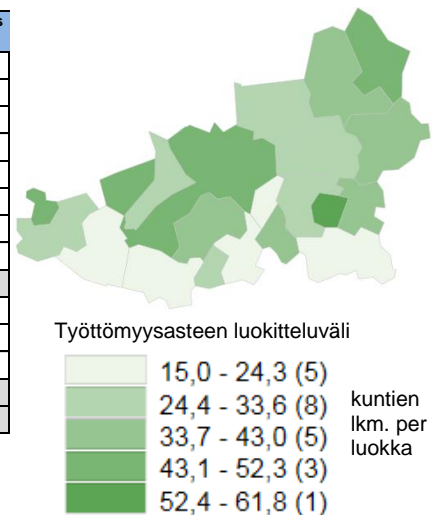 s
Työttömyysasteen luokitteluväli
15,0 - 24,3 (5)
24,4 - 33,6 (8)
33,7 - 43,0 (5)
43,1 - 52,3 (3)
52,4 - 61,8 (1)
kuntien
lkm. per
luokka